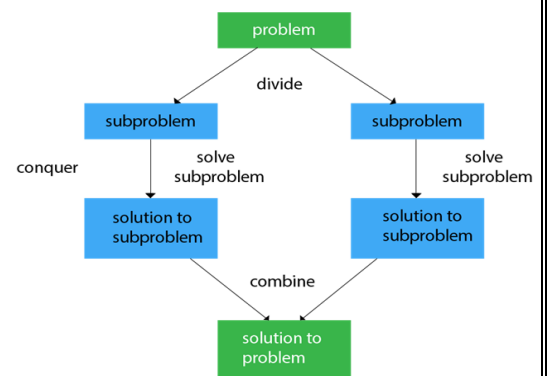 problem
divide
subproblem
subproblem
conquer
solve
subproblem
solve
subproblem
solution to
subproblem
solution to
subproblem
combine
solution to
problem